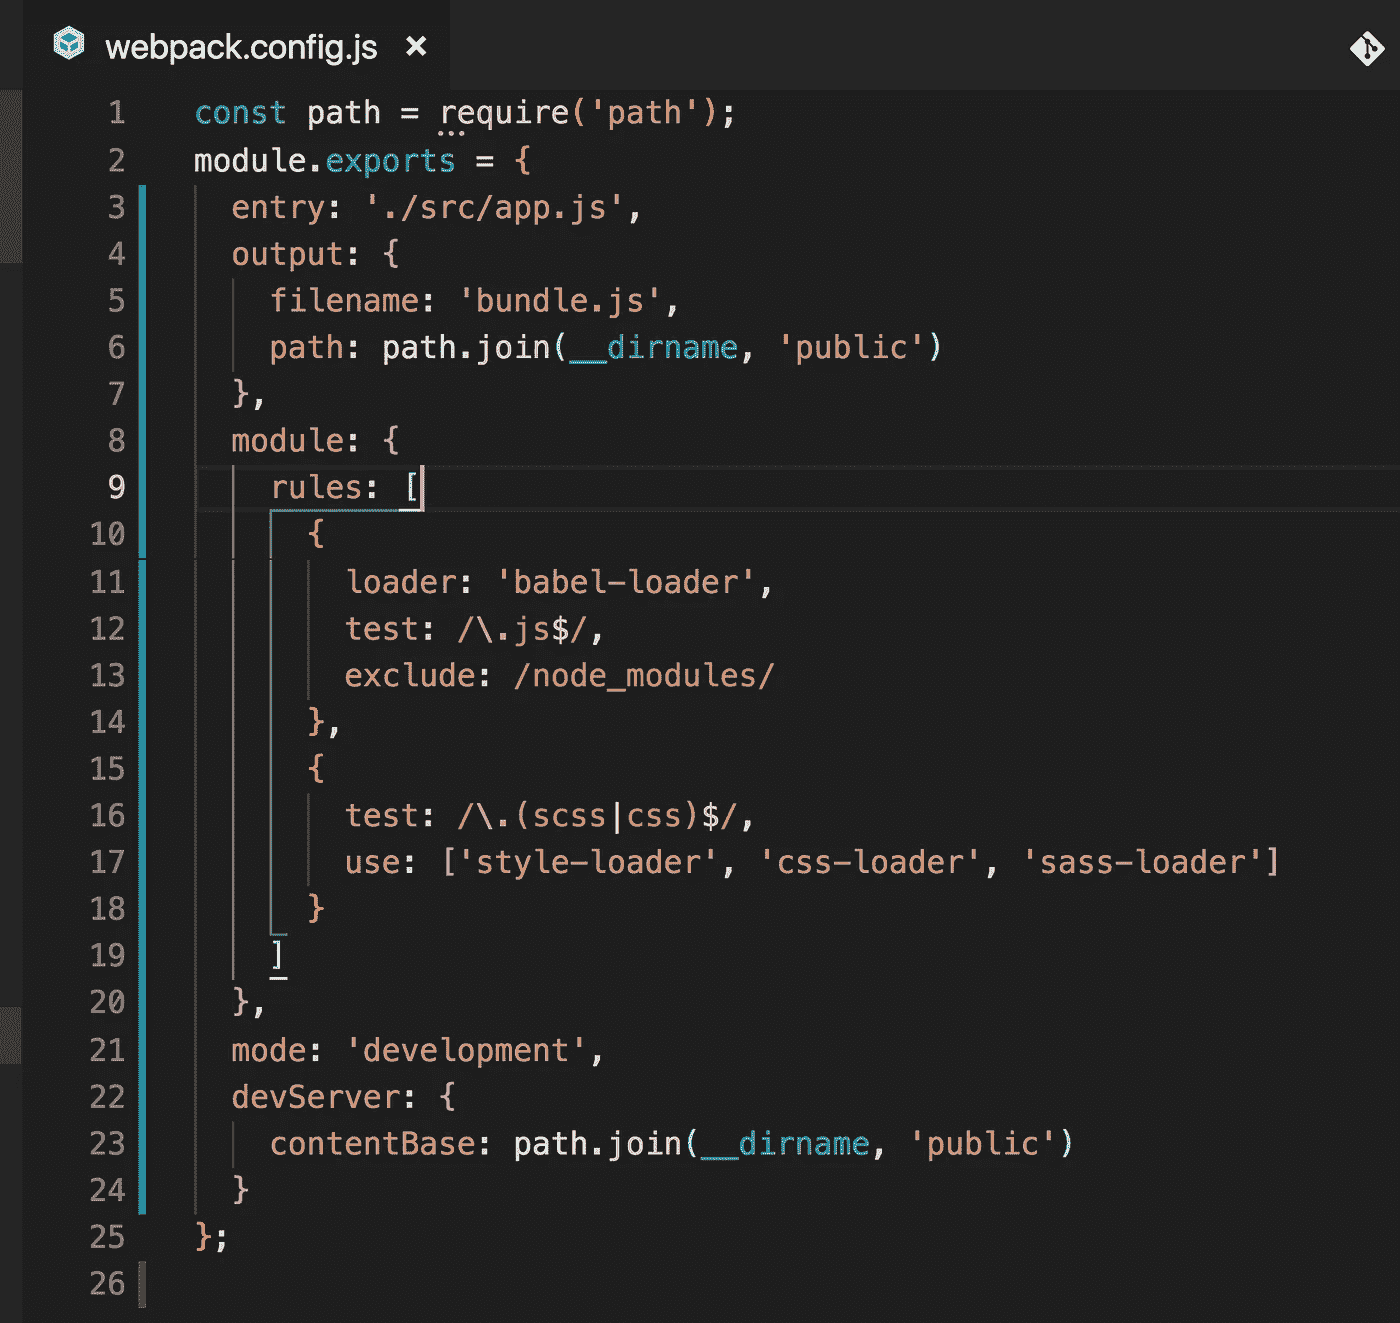 webpack.config.js ×
1 const path = require('path');
2 module.exports = {
3   entry: './src/app.js',
4   output: {
5     filename: 'bundle.js',
6     path: path.join(__dirname, 'public')
7   },
8   module: {
9     rules: [
10       {
11         loader: 'babel-loader',
12         test: /\.js$/,
13         exclude: /node_modules/
14       },
15       {
16         test: /\.(scss|css)$/,
17         use: ['style-loader', 'css-loader', 'sass-loader']
18       }
19     ]
20   },
21   mode: 'development',
22   devServer: {
23     contentBase: path.join(__dirname, 'public')
24   }
25 };
26